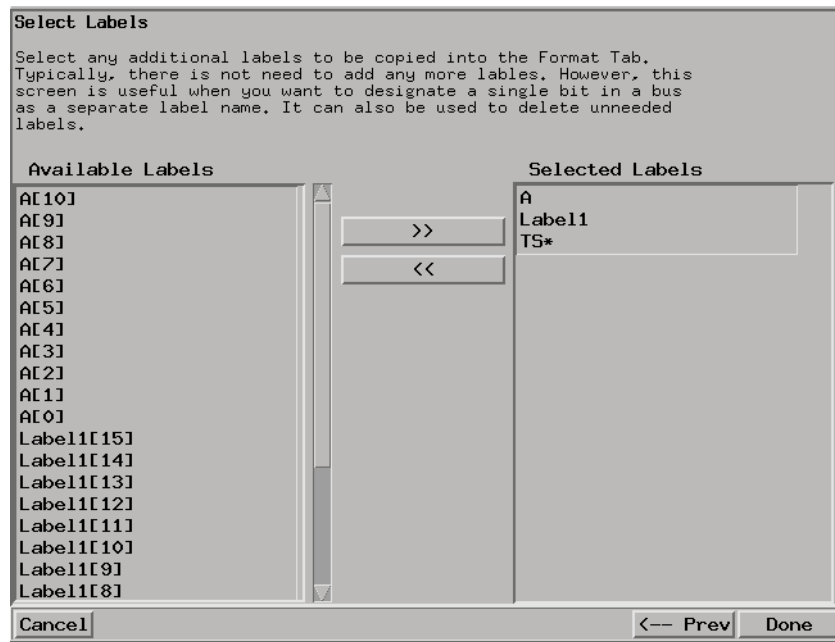 Select Labels
Select any additional labels to be copied into the Format Tab.
Typically, there is not need to add any more lables. However, this
screen is useful when you want to designate a single bit in a bus
as a separate label name. It can also be used to delete unneeded
labels.
Available Labels
A[10]
A[9]
A[8]
A[7]
A[6]
A[5]
A[4]
A[3]
A[2]
A[1]
A[0]
Label1[15]
Label1[14]
Label1[13]
Label1[12]
Label1[11]
Label1[10]
Label1[9]
Label1[8]
>>
<<
Selected Labels
A
Label1
TS*
Cancel
<-- Prev
Done